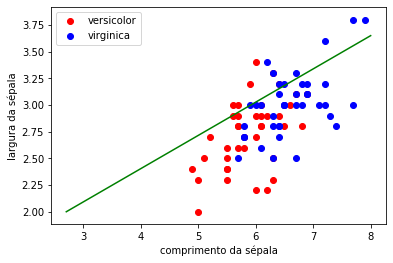 versicolor
virginica
largura da sépala
3.75
3.50
3.25
3.00
2.75
2.50
2.25
2.00
3 4 5 6 7 8
comprimento da sépala